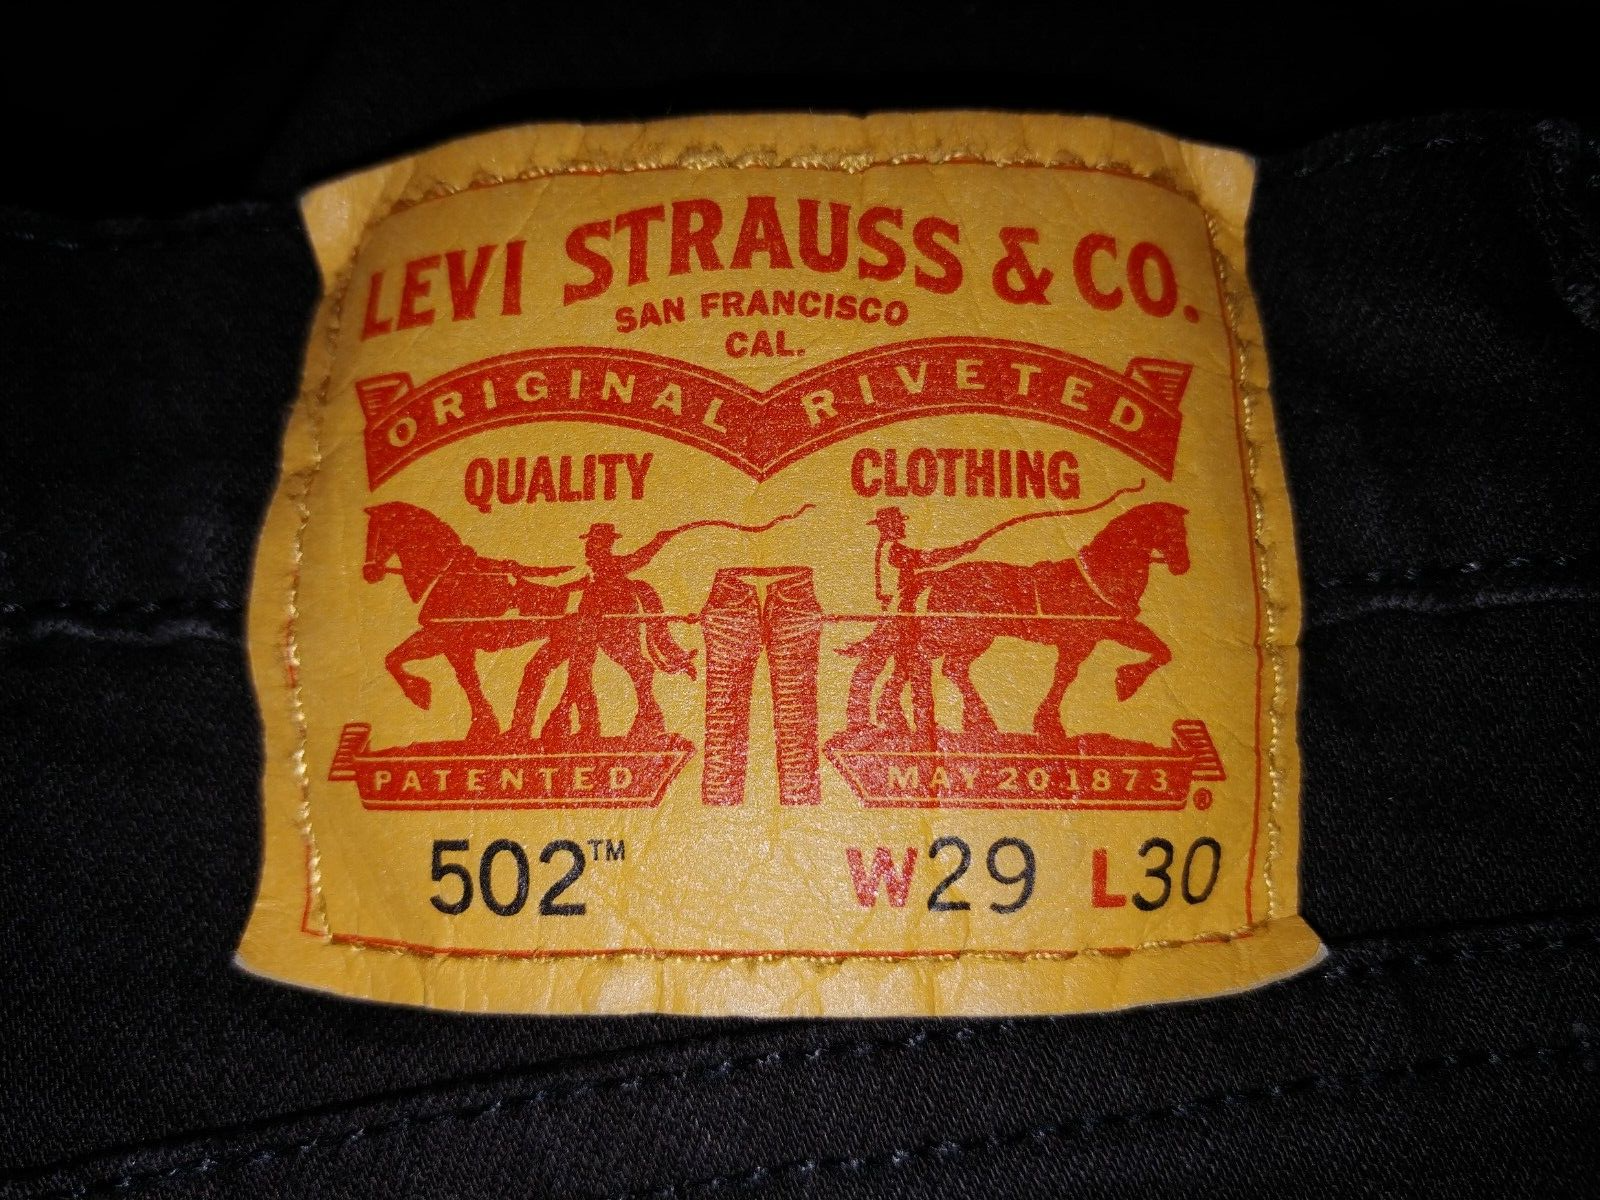 LEVI STRAUSS & CO.
SAN FRANCISCO
CAL.
ORIGINAL RIVETED
QUALITY CLOTHING
PATENTED MAY 20 1873 ®
502™ W29 L30